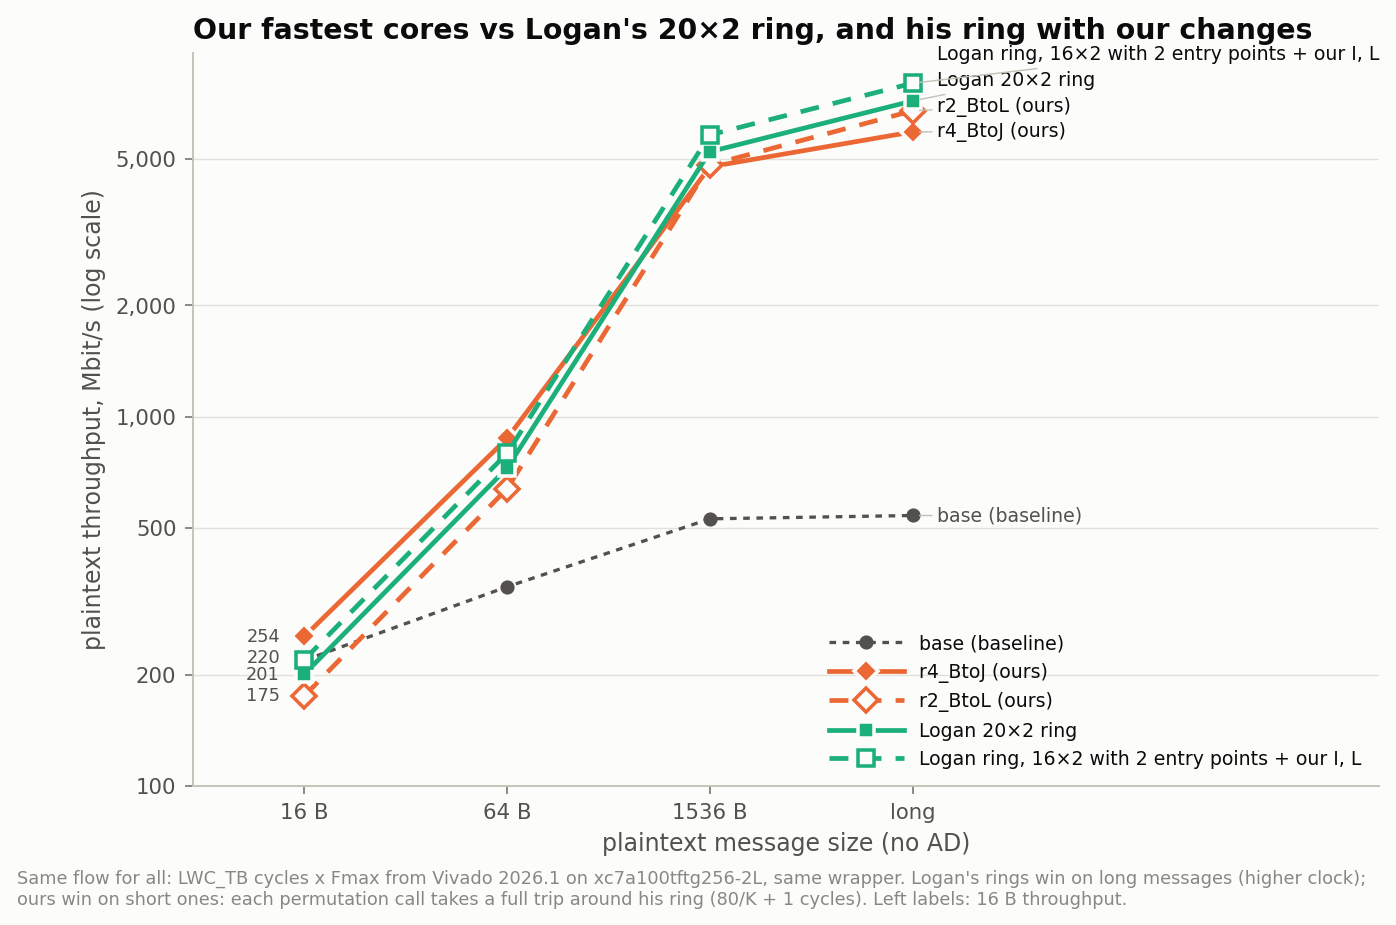 Our fastest cores vs Logan's 20×2 ring, and his ring with our changes
Logan ring, 16×2 with 2 entry points + our I, L
Logan 20×2 ring
r2_BtoL (ours)
r4_BtoJ (ours)
plaintext throughput, Mbit/s (log scale)
5,000
2,000
1,000
500
200
100
base (baseline)
254
220
201
175
base (baseline)
r4_BtoJ (ours)
r2_BtoL (ours)
Logan 20×2 ring
Logan ring, 16×2 with 2 entry points + our I, L
16 B
64 B
1536 B
long
plaintext message size (no AD)
Same flow for all: LWC_TB cycles x Fmax from Vivado 2026.1 on xc7a100tftg256-2L, same wrapper. Logan's rings win on long messages (higher clock);
ours win on short ones: each permutation call takes a full trip around his ring (80/K + 1 cycles). Left labels: 16 B throughput.